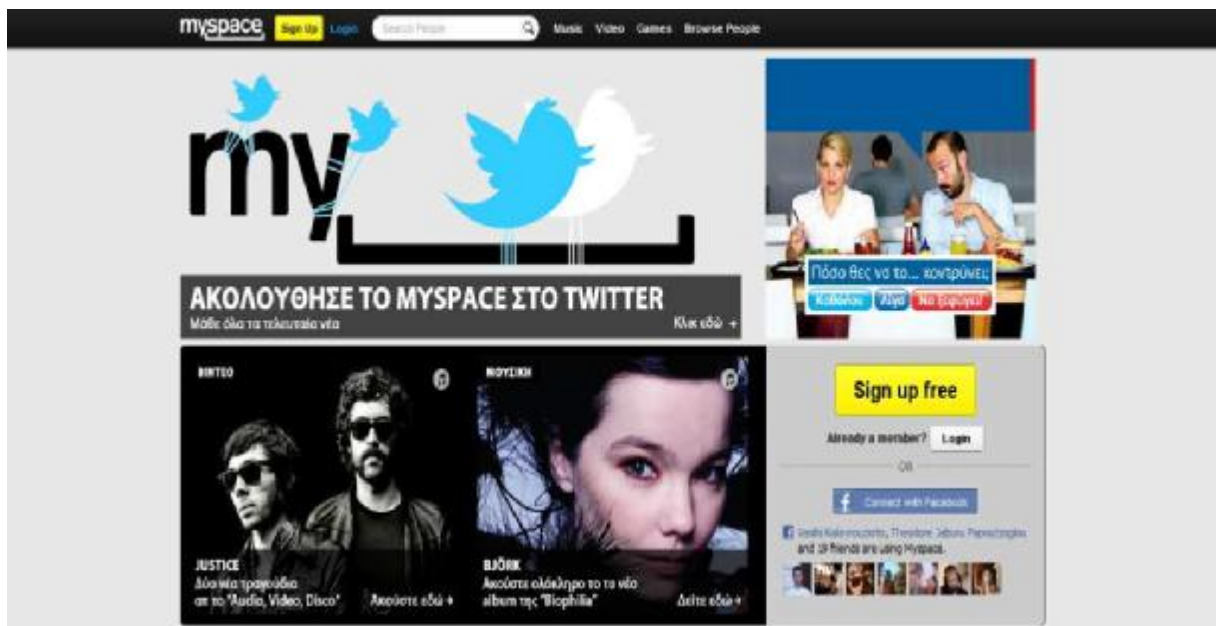 myspace Sign Up Login Search People Music Video Games Browse People
my
ΑΚΟΛΟΥΘΗΣΕ ΤΟ MYSPACE ΣΤΟ TWITTER
Μάθε όλα τα τελευταία νέα Κλικ εδώ →
Πόσο θες να το... χοντρύνει;
Καθόλου Λίγο Να ξεφύγει!
ΒΙΝΤΕΟ
JUSTICE
Δύο νέα τραγούδια
απ το "Audio, Video, Disco" Ακούστε εδώ →
ΜΟΥΣΙΚΗ
BJÖRK
Ακούστε ολόκληρο το το νέο
album της "Biophilia" Δείτε εδώ →
Sign up free
Already a member? Login
OR
f Connect with Facebook
and 19 friends are using Myspace.